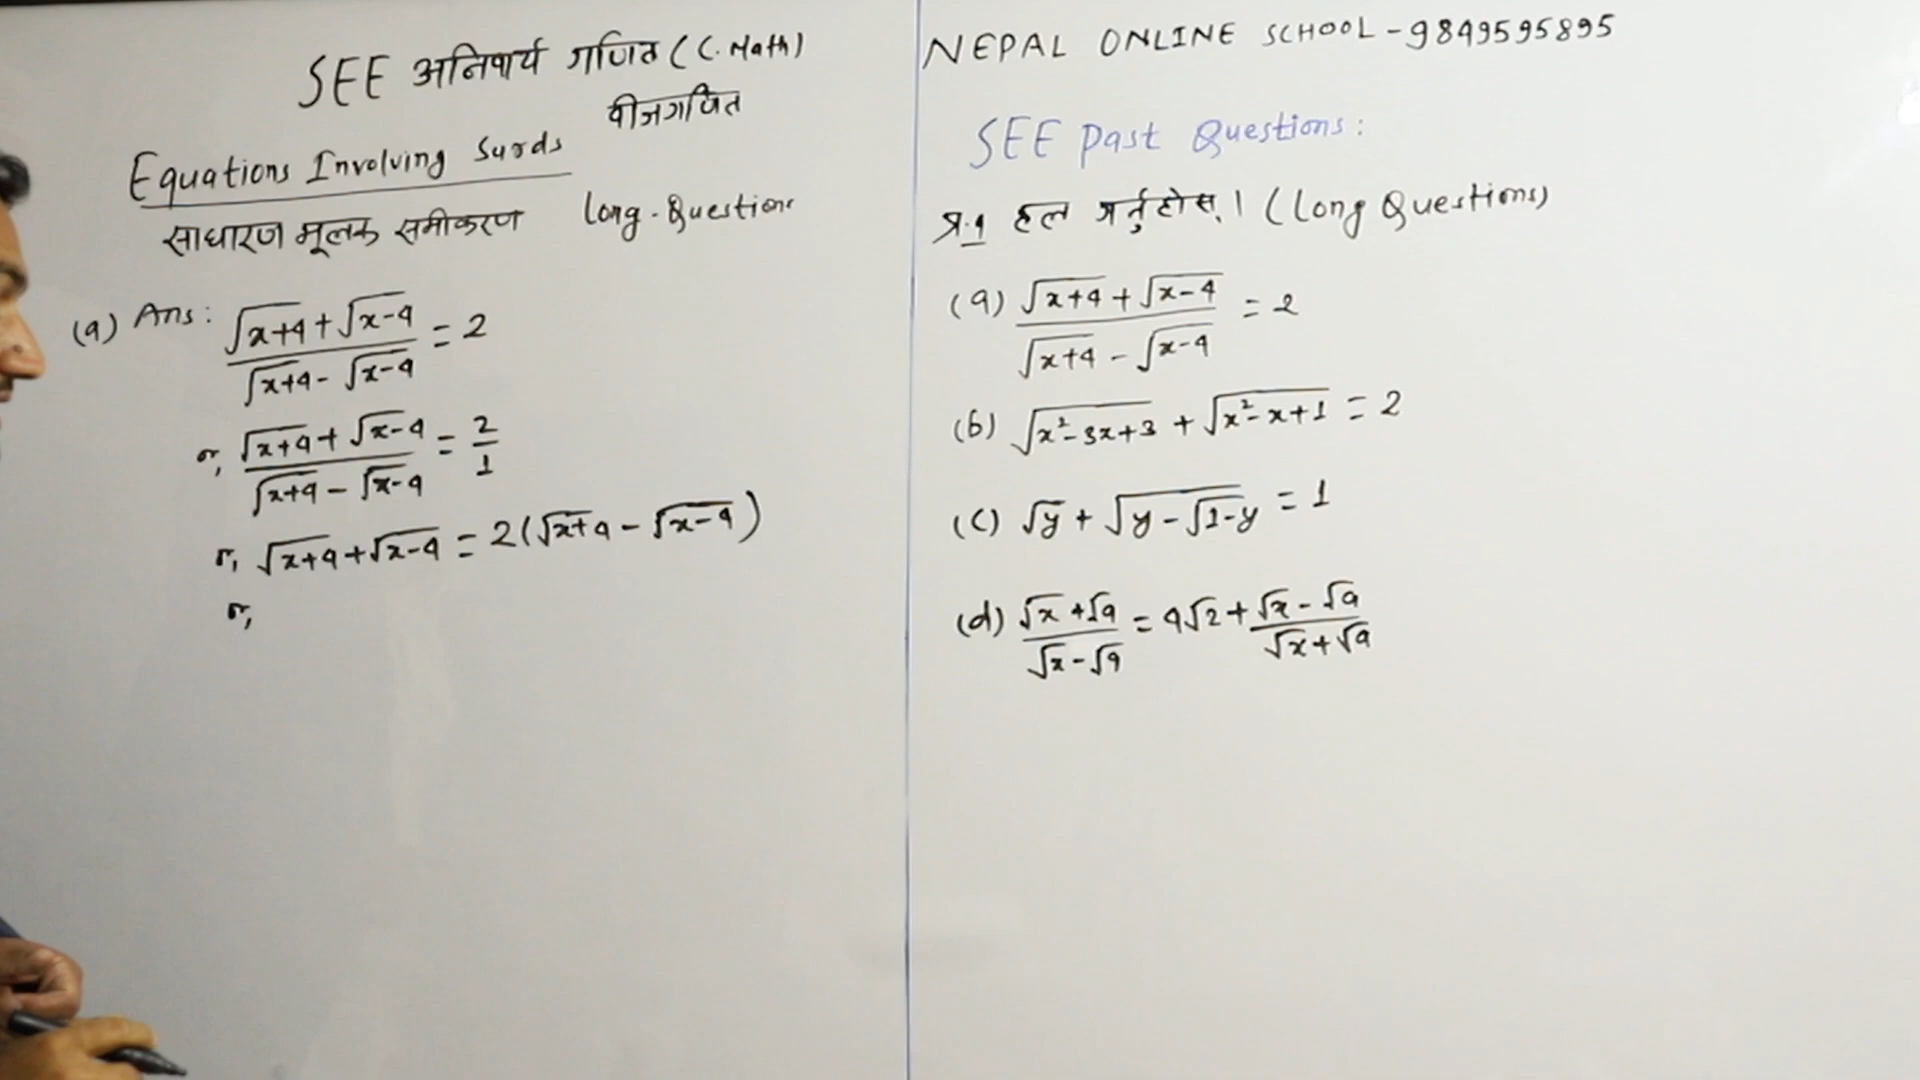 SEE अनिवार्य गणित (C. Math)
बीजगणित
Equations Involving Surds
साधारण मूलक समीकरण Long-Questions
(a) Ans: (√(x+4) + √(x-4)) / (√(x+4) - √(x-4)) = 2
or, (√(x+4) + √(x-4)) / (√(x+4) - √(x-4)) = 2/1
or, √(x+4) + √(x-4) = 2(√(x+4) - √(x-4))
or,
NEPAL ONLINE SCHOOL - 9849595895
SEE Past Questions:
प्र.1 हल गर्नुहोस् । (Long Questions)
(a) (√(x+4) + √(x-4)) / (√(x+4) - √(x-4)) = 2
(b) √(x²-3x+3) + √(x²-x+1) = 2
(c) √y + √(y-√(1-y)) = 1
(d) (√x + √a) / (√x - √a) = 4√2 + (√x - √a) / (√x + √a)